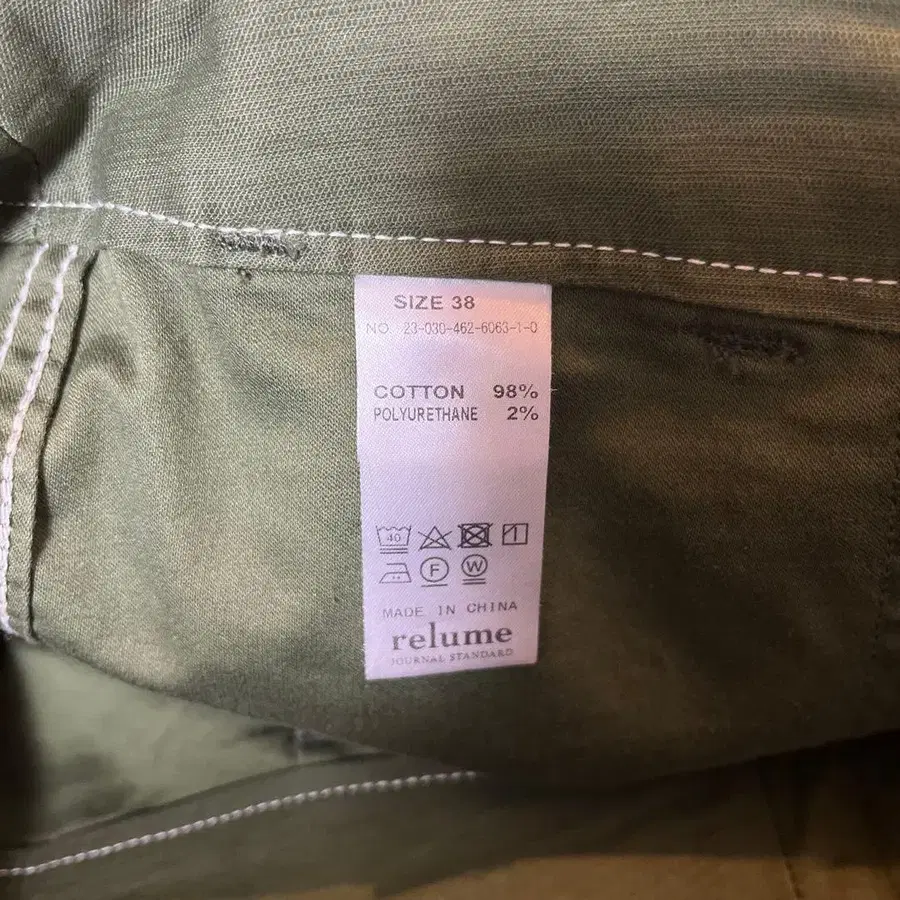 SIZE 38
NO. 23-030-462-6063-1-0
COTTON 98%
POLYURETHANE 2%
40
F W
MADE IN CHINA
relume
JOURNAL STANDARD